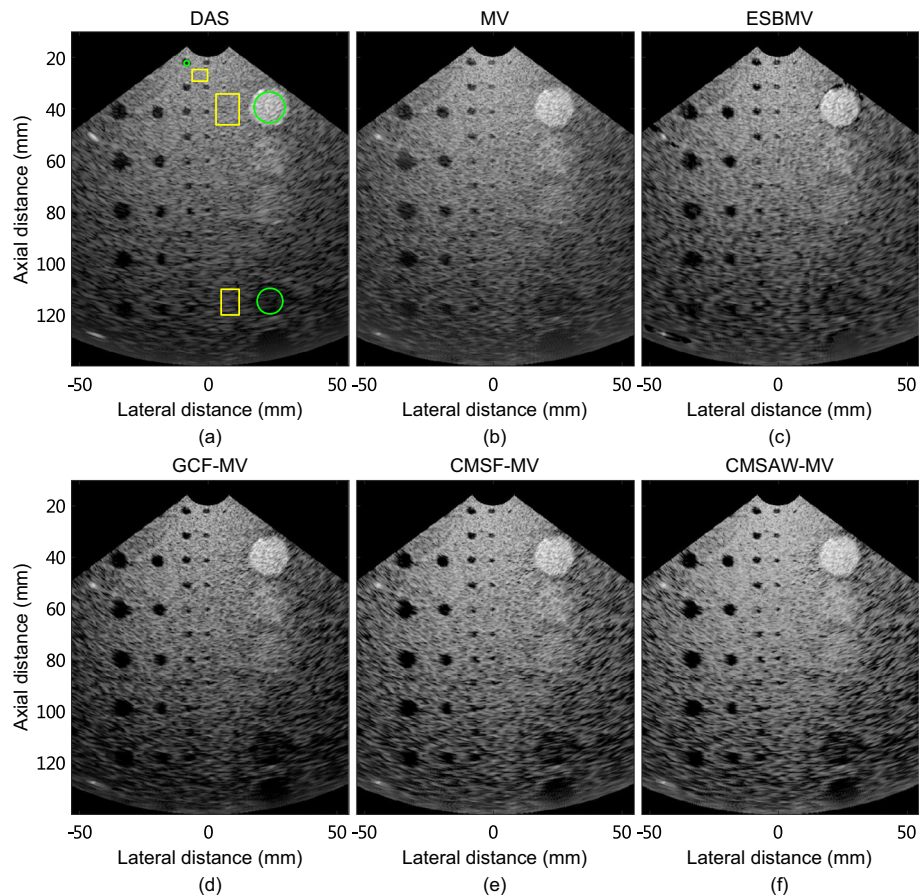 DAS MV ESBMV
20
40
60
80
100
120
Axial distance (mm)
-50 0 50 -50 0 50 -50 0 50
Lateral distance (mm) Lateral distance (mm) Lateral distance (mm)
(a) (b) (c)
GCF-MV CMSF-MV CMSAW-MV
20
40
60
80
100
120
Axial distance (mm)
-50 0 50 -50 0 50 -50 0 50
Lateral distance (mm) Lateral distance (mm) Lateral distance (mm)
(d) (e) (f)